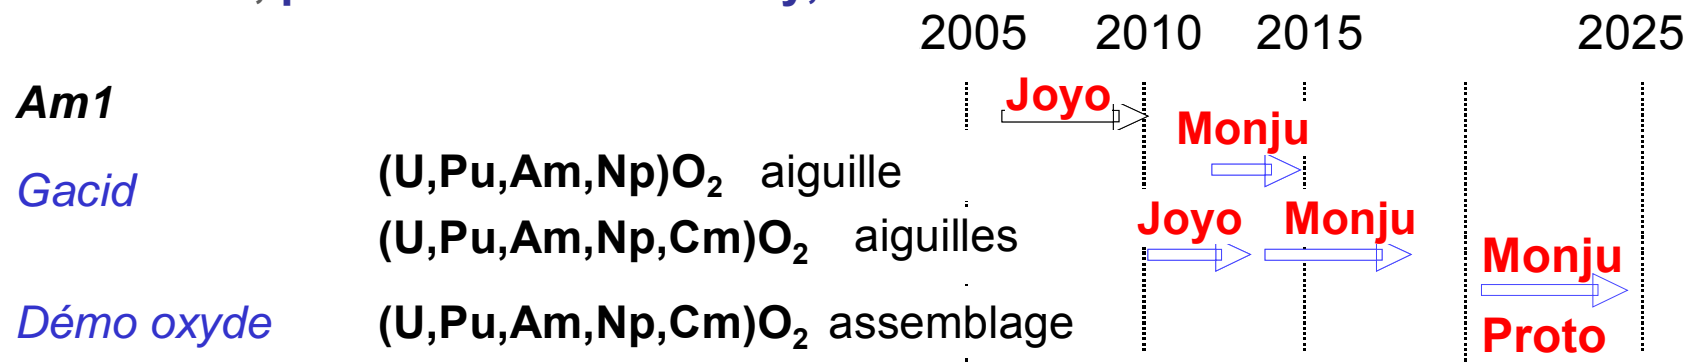 2005 2010 2015 2025
Am1 Joyo
Monju
Gacid (U,Pu,Am,Np)O₂ aiguille
(U,Pu,Am,Np,Cm)O₂ aiguilles Joyo Monju
Monju
Démo oxyde (U,Pu,Am,Np,Cm)O₂ assemblage Proto